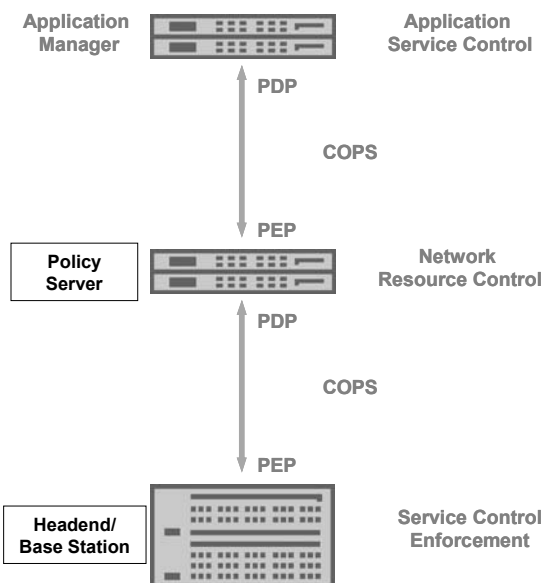 Application
Manager
Application
Service Control
PDP
COPS
PEP
Policy
Server
Network
Resource Control
PDP
COPS
PEP
Headend/
Base Station
Service Control
Enforcement